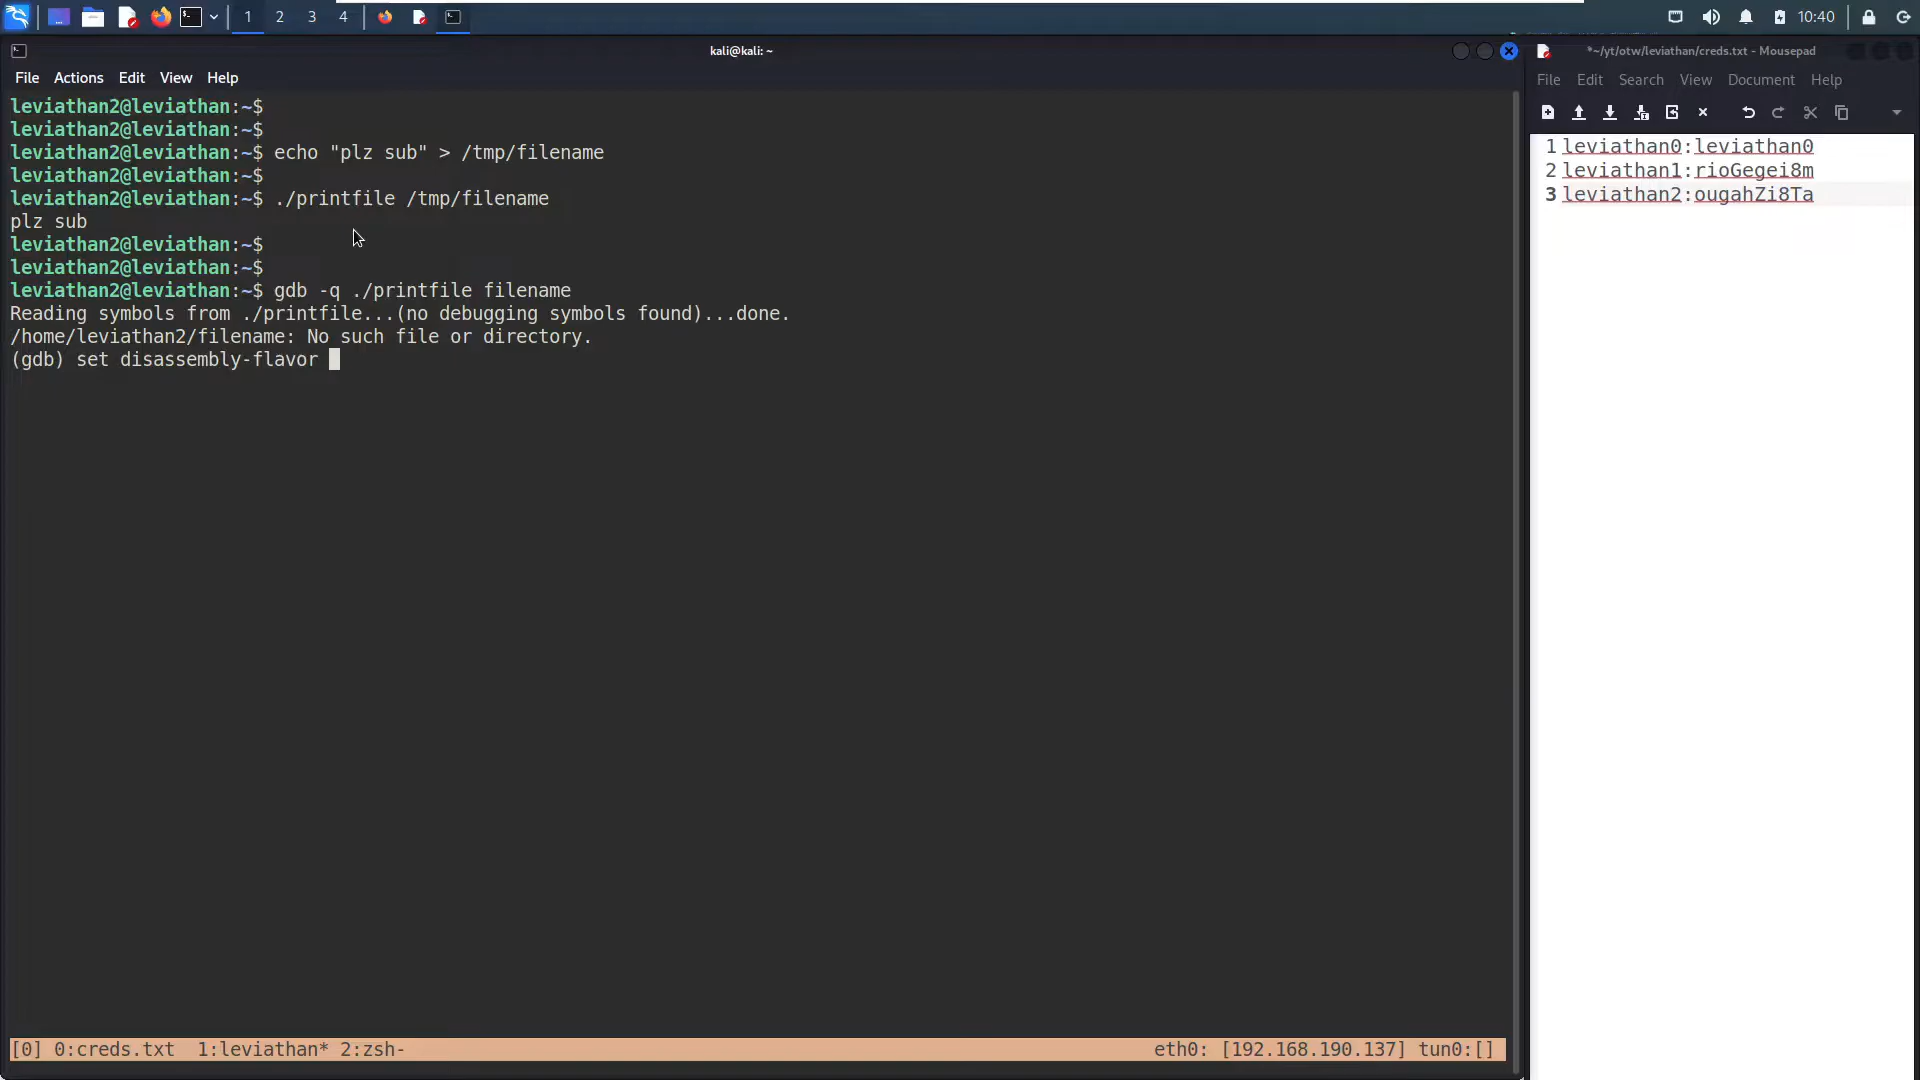 1 2 3 4
10:40
kali@kali: ~
File Actions Edit View Help
leviathan2@leviathan:~$
leviathan2@leviathan:~$
leviathan2@leviathan:~$ echo "plz sub" > /tmp/filename
leviathan2@leviathan:~$
leviathan2@leviathan:~$ ./printfile /tmp/filename
plz sub
leviathan2@leviathan:~$
leviathan2@leviathan:~$
leviathan2@leviathan:~$ gdb -q ./printfile filename
Reading symbols from ./printfile...(no debugging symbols found)...done.
/home/leviathan2/filename: No such file or directory.
(gdb) set disassembly-flavor
[0] 0:creds.txt 1:leviathan* 2:zsh- eth0: [192.168.190.137] tun0:[]
*~/yt/otw/leviathan/creds.txt - Mousepad
File Edit Search View Document Help
1 leviathan0:leviathan0
2 leviathan1:rioGegei8m
3 leviathan2:ougahZi8Ta